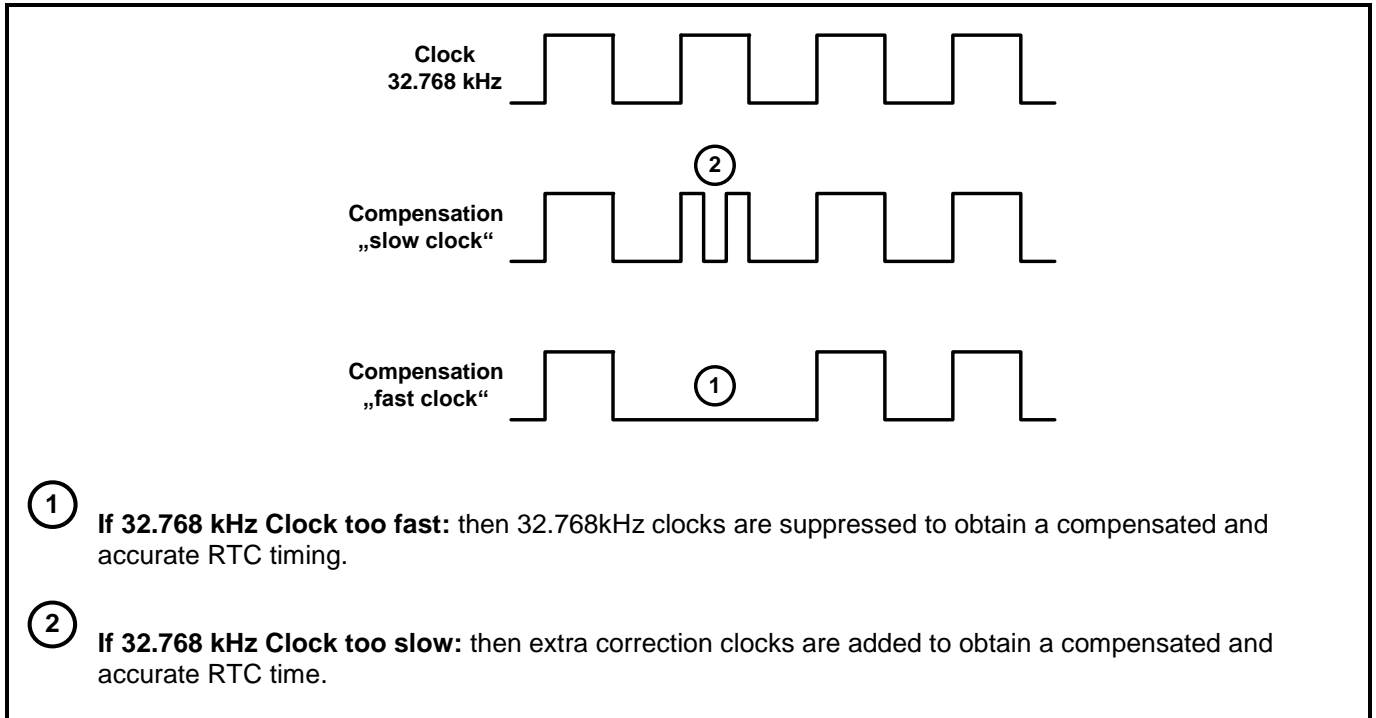 Clock
32.768 kHz
2
Compensation
„slow clock“
Compensation
„fast clock“
1
1
If 32.768 kHz Clock too fast: then 32.768kHz clocks are suppressed to obtain a compensated and
accurate RTC timing.
2
If 32.768 kHz Clock too slow: then extra correction clocks are added to obtain a compensated and
accurate RTC time.